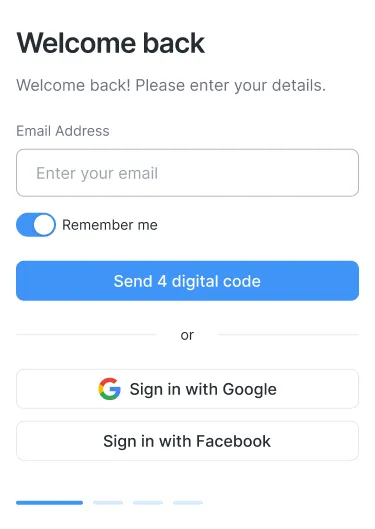 Welcome back
Welcome back! Please enter your details.
Email Address
Enter your email
Remember me
Send 4 digital code
or
Sign in with Google
Sign in with Facebook